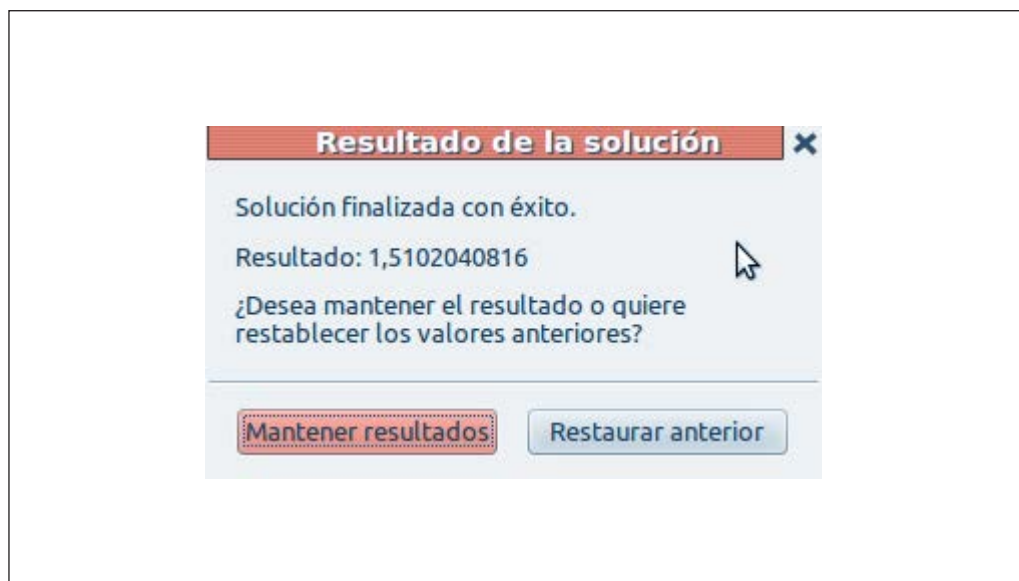 Resultado de la solución
Solución finalizada con éxito.
Resultado: 1,5102040816
¿Desea mantener el resultado o quiere
restablecer los valores anteriores?
Mantener resultados Restaurar anterior